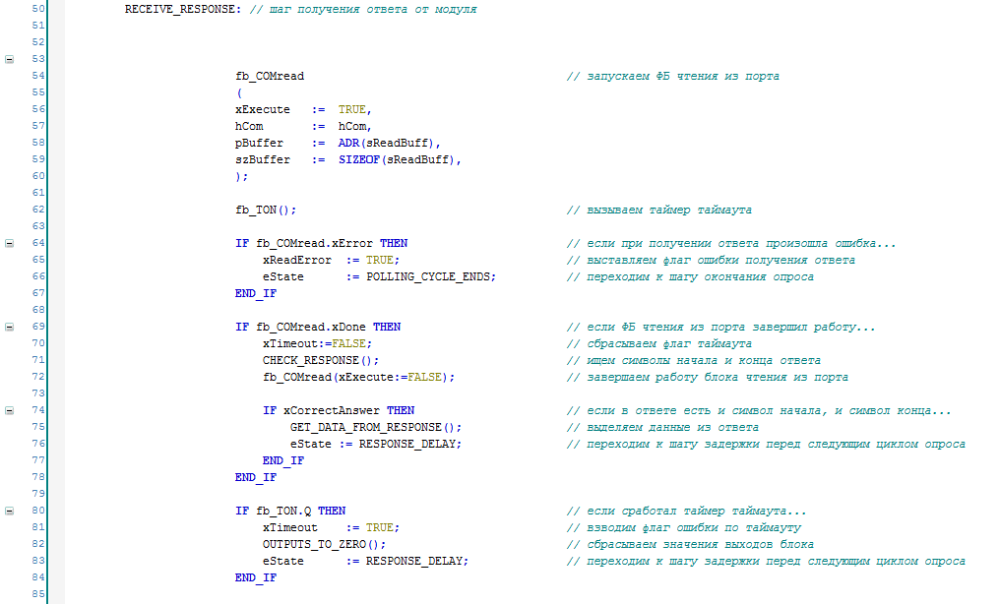 50 RECEIVE_RESPONSE: // шаг получения ответа от модуля
51
52
53
54 fb_COMread // запускаем ФБ чтения из порта
55 (
56 xExecute := TRUE,
57 hCom := hCom,
58 pBuffer := ADR(sReadBuff),
59 szBuffer := SIZEOF(sReadBuff),
60 );
61
62 fb_TON(); // вызываем таймер таймаута
63
64 IF fb_COMread.xError THEN // если при получении ответа произошла ошибка...
65 xReadError := TRUE; // выставляем флаг ошибки получения ответа
66 eState := POLLING_CYCLE_ENDS; // переходим к шагу окончания опроса
67 END_IF
68
69 IF fb_COMread.xDone THEN // если ФБ чтения из порта завершил работу...
70 xTimeout:=FALSE; // сбрасываем флаг таймаута
71 CHECK_RESPONSE(); // ищем символы начала и конца ответа
72 fb_COMread(xExecute:=FALSE); // завершаем работу блока чтения из порта
73
74 IF xCorrectAnswer THEN // если в ответе есть и символ начала, и символ конца...
75 GET_DATA_FROM_RESPONSE(); // выделяем данные из ответа
76 eState := RESPONSE_DELAY; // переходим к шагу задержки перед следующим циклом опроса
77 END_IF
78 END_IF
79
80 IF fb_TON.Q THEN // если сработал таймер таймаута...
81 xTimeout := TRUE; // взводим флаг ошибки по таймауту
82 OUTPUTS_TO_ZERO(); // сбрасываем значения выходов блока
83 eState := RESPONSE_DELAY; // переходим к шагу задержки перед следующим циклом опроса
84 END_IF
85